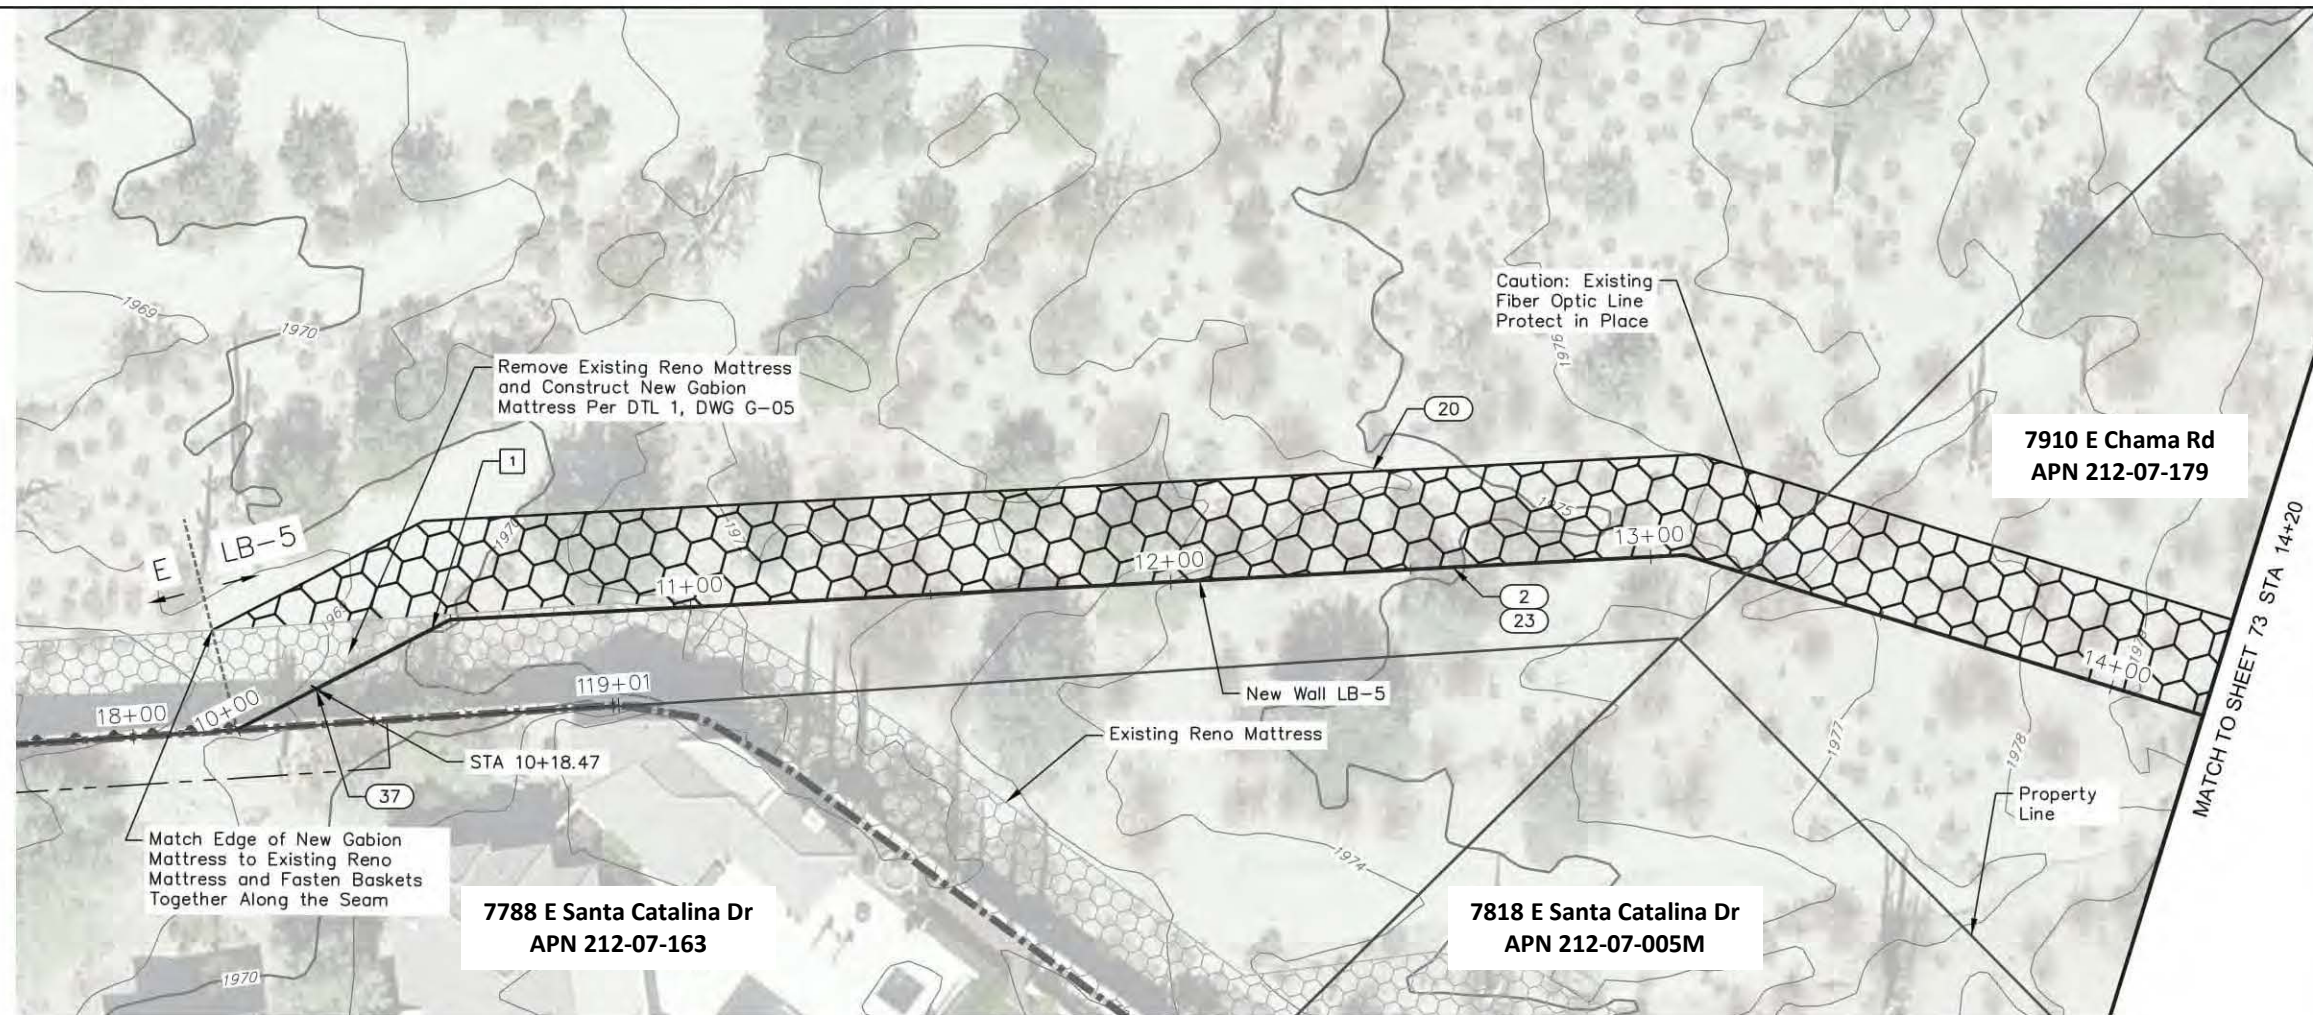 1969
1970
Remove Existing Reno Mattress
and Construct New Gabion
Mattress Per DTL 1, DWG G-05
1
E
LB-5
Caution: Existing
Fiber Optic Line
Protect in Place
1976
20
7910 E Chama Rd
APN 212-07-179
1970
1975
11+00
12+00
13+00
14+00
2
23
MATCH TO SHEET 73 STA 14+20
18+00
10+00
119+01
New Wall LB-5
Existing Reno Mattress
STA 10+18.47
37
1977
1978
Property
Line
Match Edge of New Gabion
Mattress to Existing Reno
Mattress and Fasten Baskets
Together Along the Seam
1974
7788 E Santa Catalina Dr
APN 212-07-163
7818 E Santa Catalina Dr
APN 212-07-005M
1970